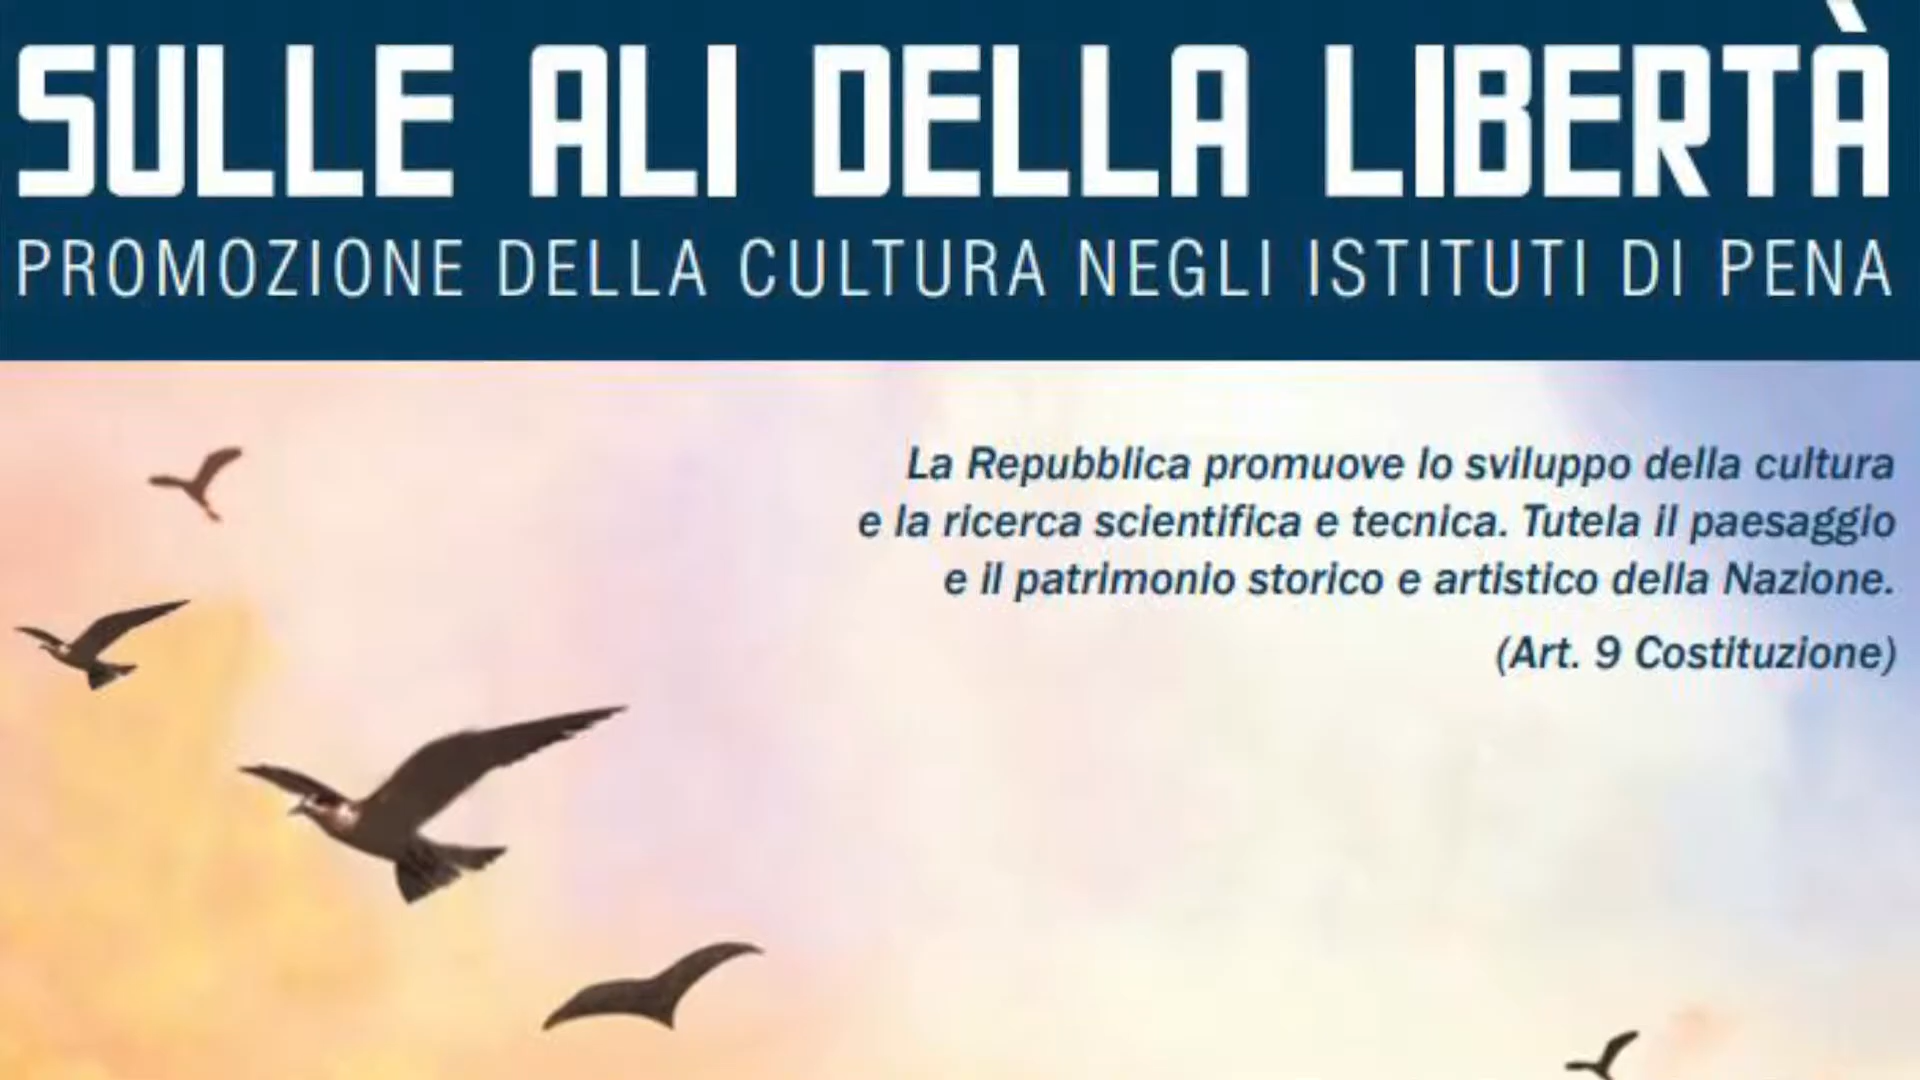 SULLE ALI DELLA LIBERTÀ
PROMOZIONE DELLA CULTURA NEGLI ISTITUTI DI PENA
La Repubblica promuove lo sviluppo della cultura
e la ricerca scientifica e tecnica. Tutela il paesaggio
e il patrimonio storico e artistico della Nazione.
(Art. 9 Costituzione)